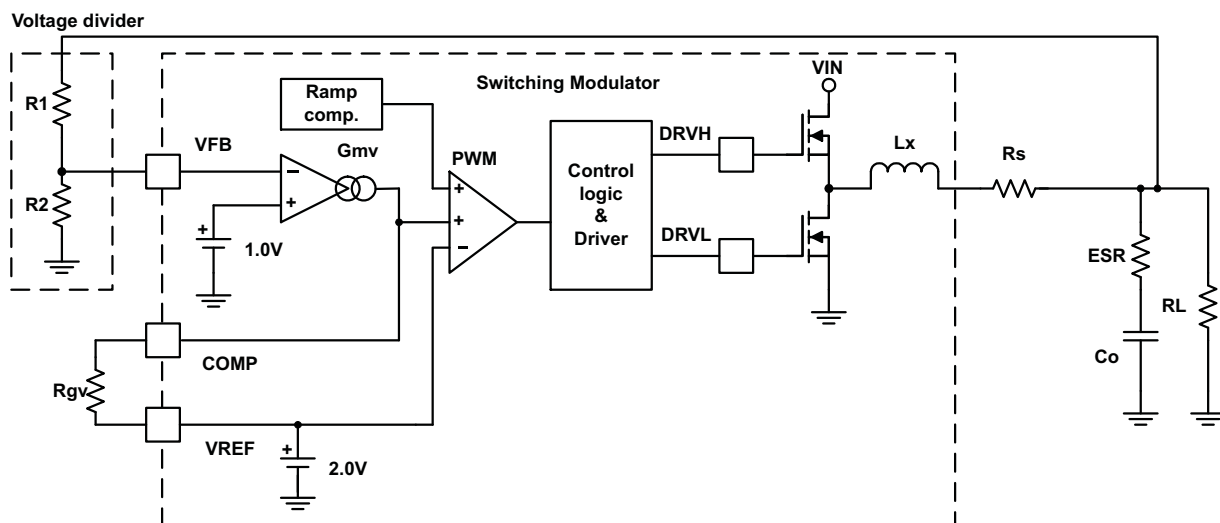 Voltage divider
Switching Modulator
VIN
R1
Ramp
comp.
VFB
Gmv
PWM
DRVH
Lx
Rs
R2
Control
logic
&
Driver
−
+
+
+
−
+
1.0V
DRVL
ESR
RL
COMP
Co
Rgv
VREF
+
2.0V